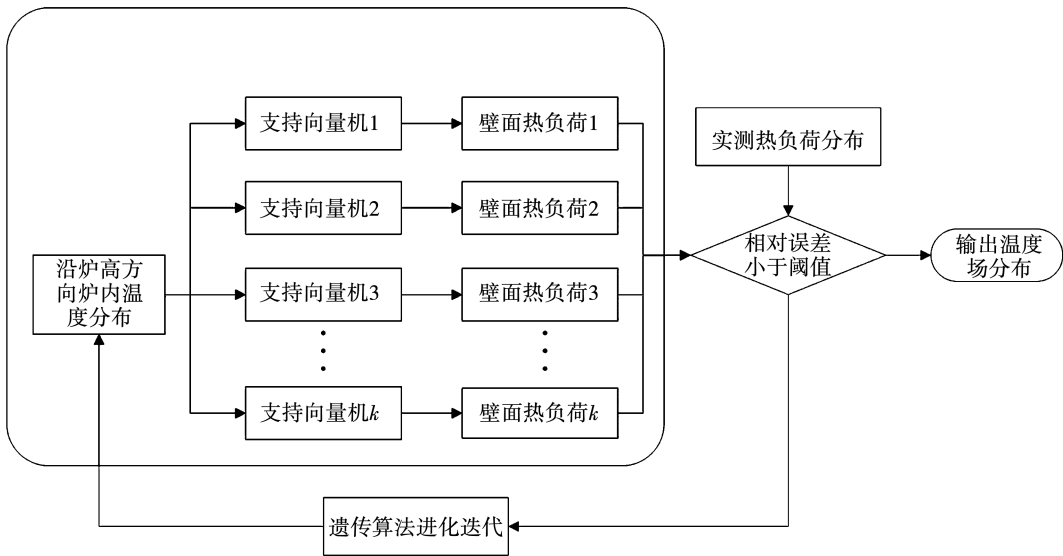 支持向量机1
壁面热负荷1
实测热负荷分布
支持向量机2
壁面热负荷2
相对误差
小于阈值
输出温度
场分布
沿炉高方
向炉内温
度分布
支持向量机3
壁面热负荷3
支持向量机k
壁面热负荷k
遗传算法进化迭代